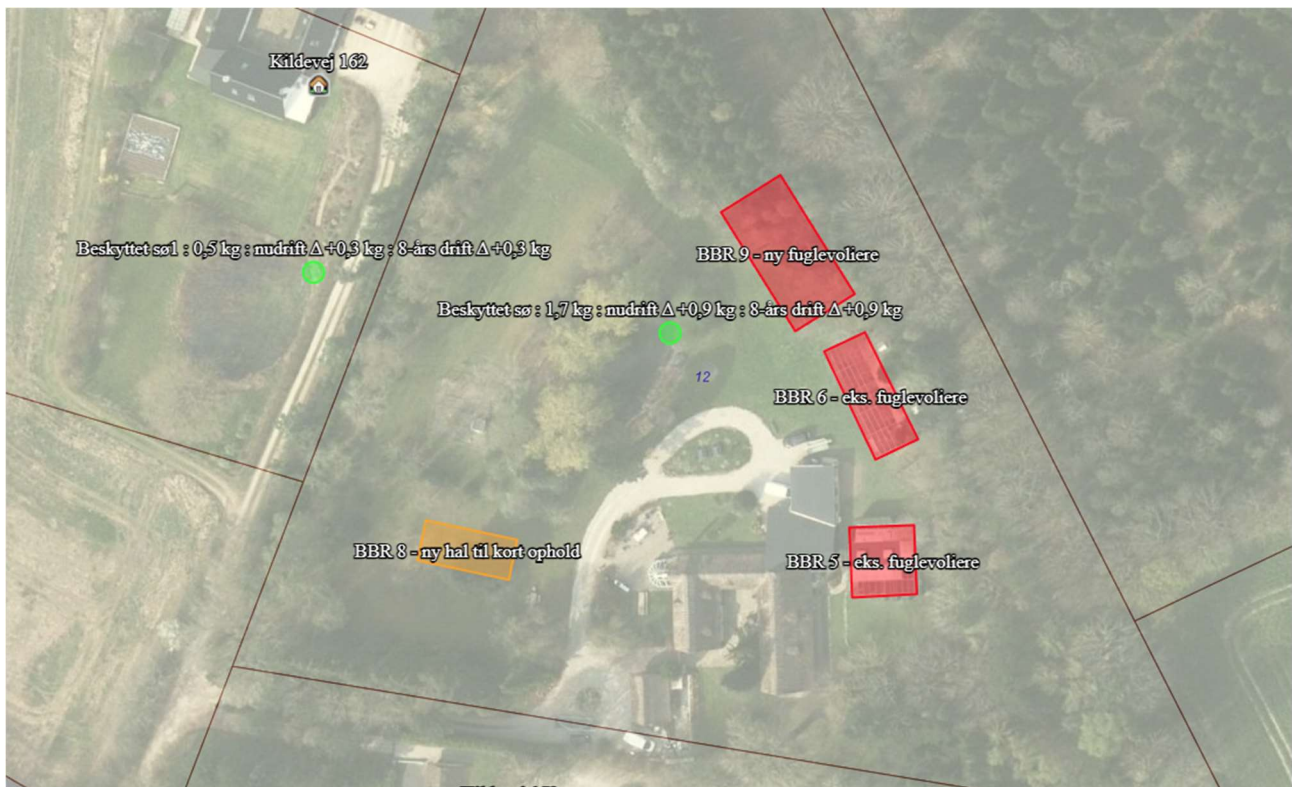 Kildevej 162
Beskyttet sø1 : 0,5 kg : nudrift Δ +0,3 kg : 8-års drift Δ +0,3 kg
BBR 9 - ny fuglevoliere
Beskyttet sø : 1,7 kg : nudrift Δ +0,9 kg : 8-års drift Δ +0,9 kg
12
BBR 6 - eks. fuglevoliere
BBR 8 - ny hal til kort ophold
BBR 5 - eks. fuglevoliere